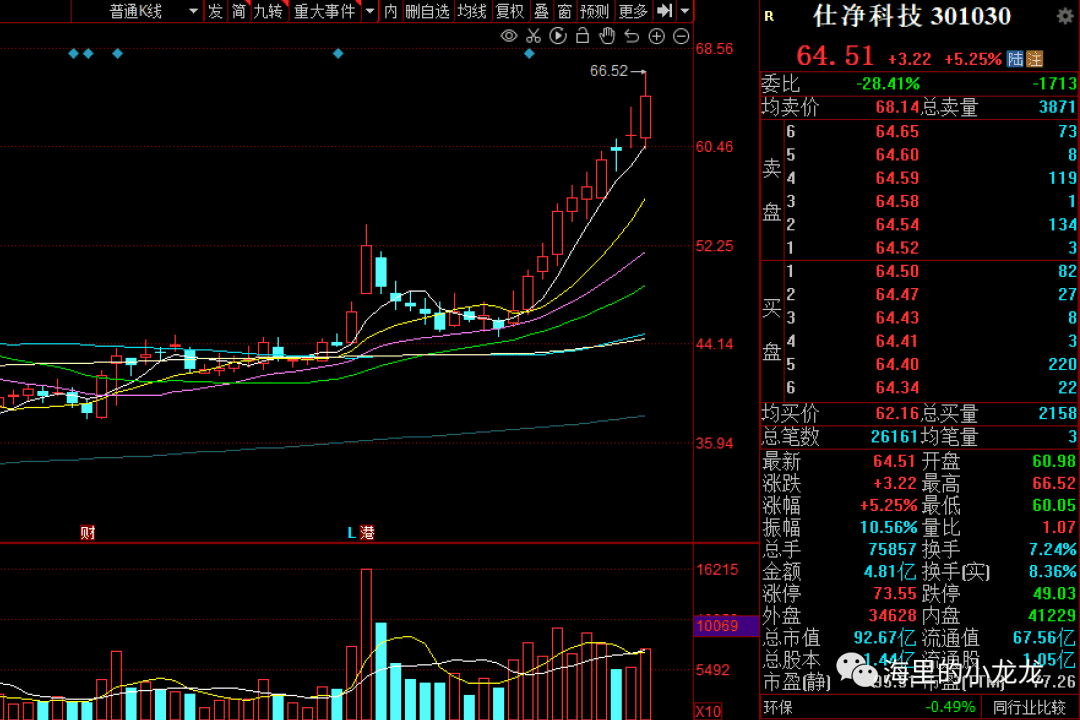 普通K线 发 简 九转 重大事件 内 删自选 均线 复权 叠 窗 预测 更多
R 仕净科技 301030
64.51 +3.22 +5.25% 陆 注
68.56
66.52
60.46
52.25
44.14
35.94
财 L 港
16215
10069
5492
X10
委比 -28.41% -1713
均卖价 68.14 总卖量 3871
卖盘
6 64.65 73
5 64.60 8
4 64.59 119
3 64.58 1
2 64.54 134
1 64.52 3
买盘
1 64.50 82
2 64.47 27
3 64.43 8
4 64.41 3
5 64.40 220
6 64.34 22
均买价 62.16 总买量 2158
总笔数 26161 均笔量 3
最新 64.51 开盘 60.98
涨跌 +3.22 最高 66.52
涨幅 +5.25% 最低 60.05
振幅 10.56% 量比 1.07
总手 75857 换手 7.24%
金额 4.81亿 换手(实) 8.36%
涨停 73.55 跌停 49.03
外盘 34628 内盘 41229
总市值 92.67亿 流通值 67.56亿
总股本 1.44亿 流通股 1.05亿
市盈(静) 市盈(TTM) 77.26
海里的小龙龙
环保 -0.49% 同行业比较